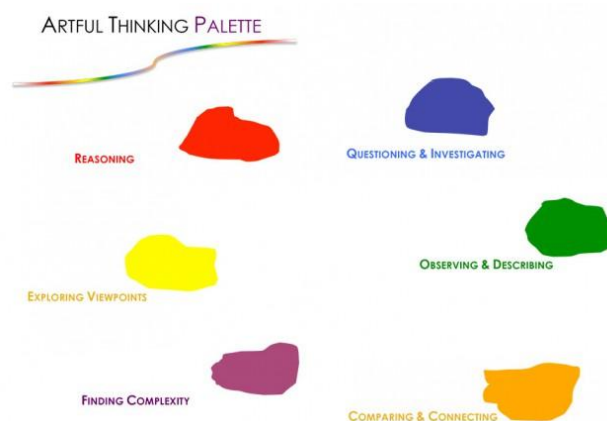 ARTFUL THINKING PALETTE
REASONING
QUESTIONING & INVESTIGATING
OBSERVING & DESCRIBING
EXPLORING VIEWPOINTS
FINDING COMPLEXITY
COMPARING & CONNECTING